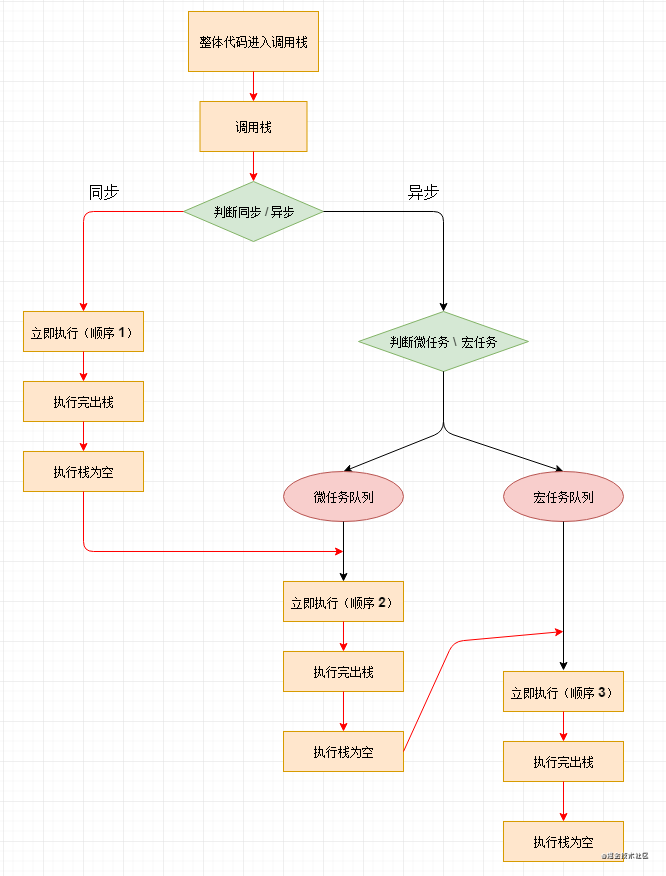 整体代码进入调用栈
调用栈
同步
异步
判断同步 / 异步
立即执行（顺序 1）
判断微任务 \ 宏任务
执行完出栈
执行栈为空
微任务队列
宏任务队列
立即执行（顺序 2）
执行完出栈
执行栈为空
立即执行（顺序 3）
执行完出栈
执行栈为空
@掘金技术社区